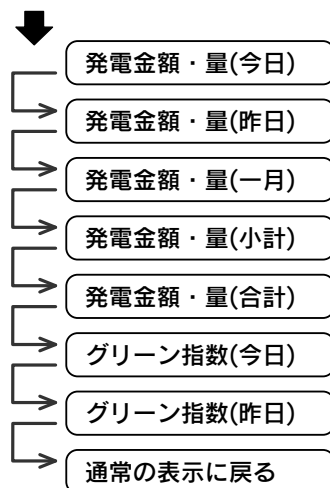 発電金額・量(今日)
発電金額・量(昨日)
発電金額・量(一月)
発電金額・量(小計)
発電金額・量(合計)
グリーン指数(今日)
グリーン指数(昨日)
通常の表示に戻る